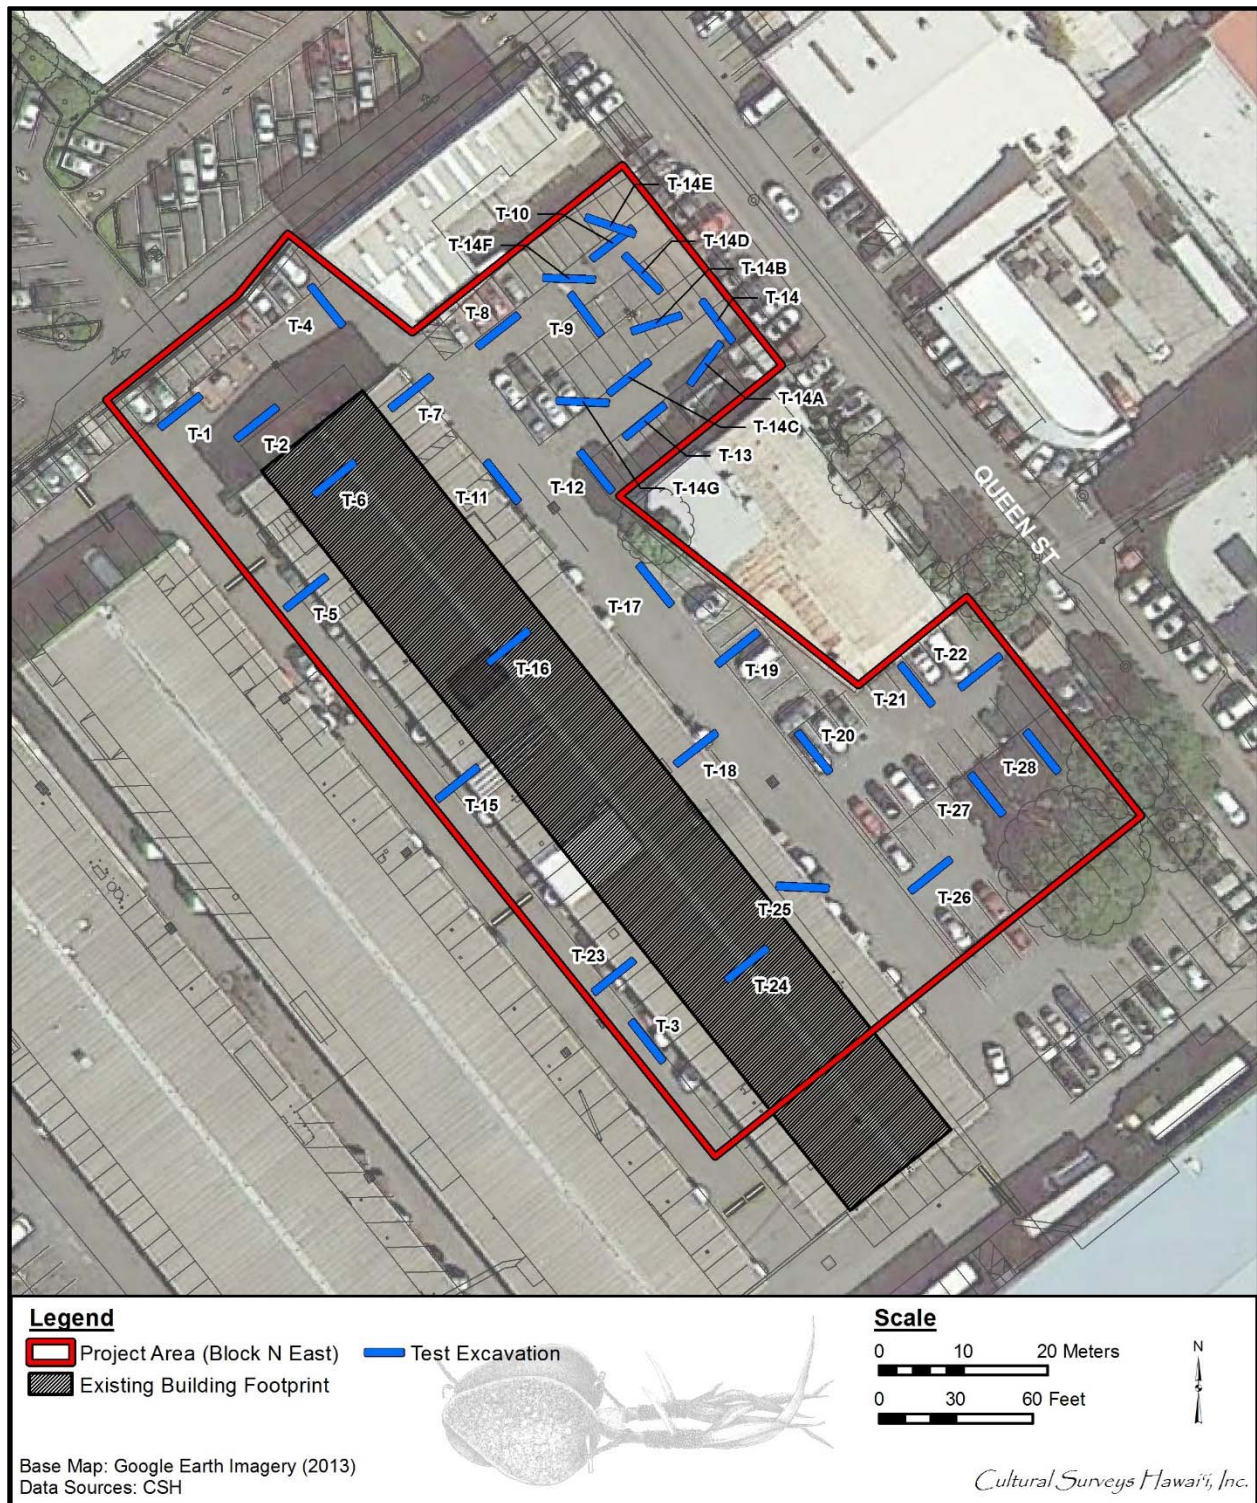 T-14E
T-10
T-14F
T-14D
T-14B
T-8
T-14
T-9
T-4
T-7
T-14A
T-1
T-2
T-14C
T-13
T-12
T-11
T-6
T-14G
QUEEN ST
T-5
T-17
T-16
T-19
T-22
T-21
T-20
T-18
T-28
T-15
T-27
T-26
T-25
T-23
T-24
T-3
Legend
Project Area (Block N East)
Test Excavation
Existing Building Footprint
Base Map: Google Earth Imagery (2013)
Data Sources: CSH
Scale
0 10 20 Meters
0 30 60 Feet
N
Cultural Surveys Hawaiʻi, Inc.